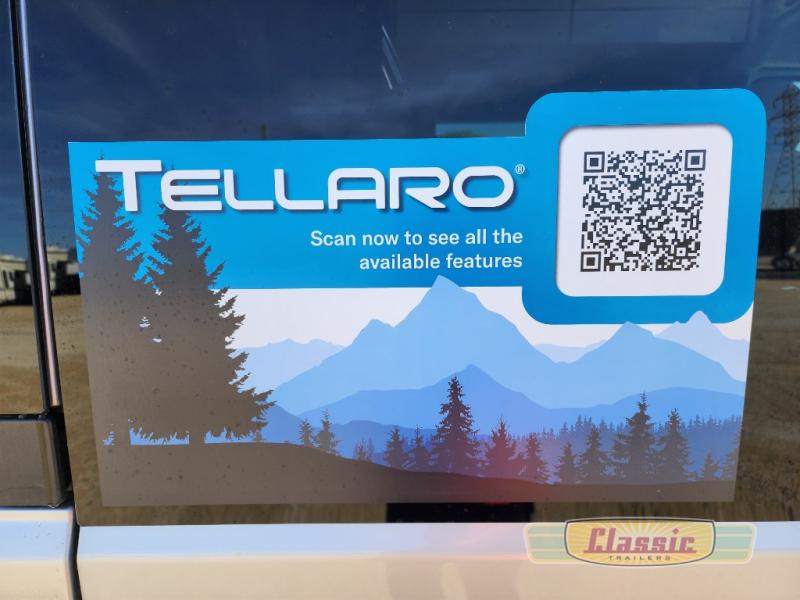 TELLARO®
Scan now to see all the
available features
Classic
TRAILERS